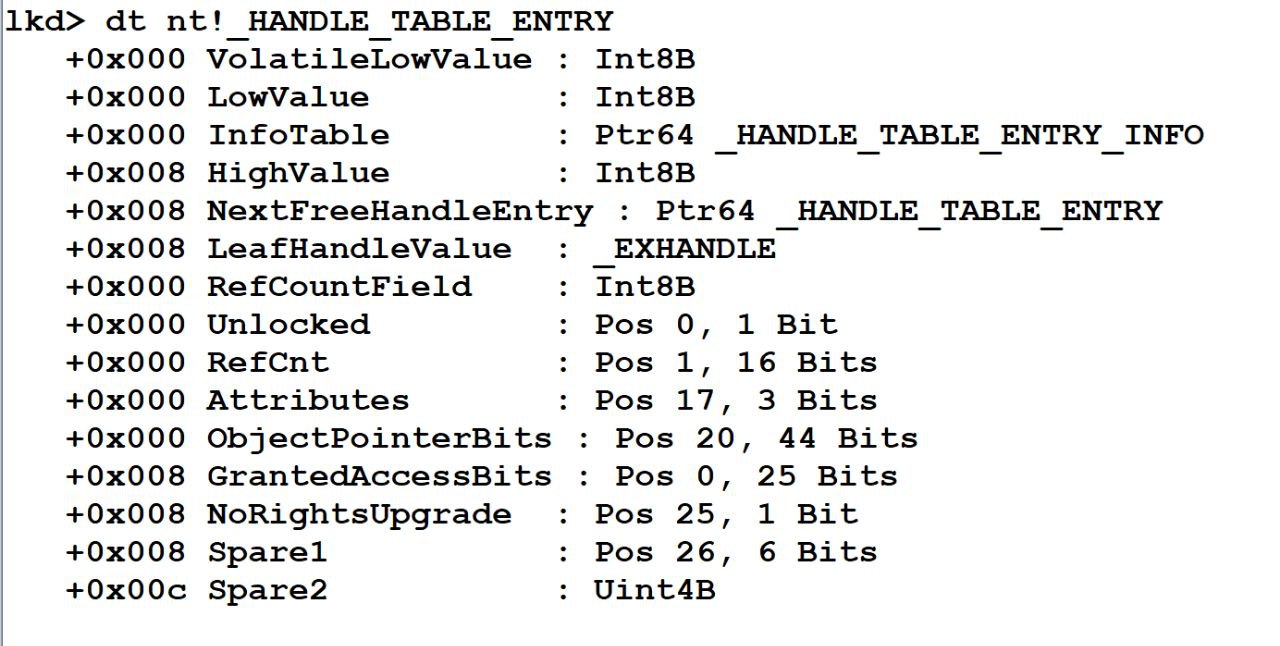 lkd> dt nt!_HANDLE_TABLE_ENTRY
   +0x000 VolatileLowValue : Int8B
   +0x000 LowValue         : Int8B
   +0x000 InfoTable        : Ptr64 _HANDLE_TABLE_ENTRY_INFO
   +0x008 HighValue        : Int8B
   +0x008 NextFreeHandleEntry : Ptr64 _HANDLE_TABLE_ENTRY
   +0x008 LeafHandleValue  : _EXHANDLE
   +0x000 RefCountField    : Int8B
   +0x000 Unlocked         : Pos 0, 1 Bit
   +0x000 RefCnt           : Pos 1, 16 Bits
   +0x000 Attributes       : Pos 17, 3 Bits
   +0x000 ObjectPointerBits : Pos 20, 44 Bits
   +0x008 GrantedAccessBits : Pos 0, 25 Bits
   +0x008 NoRightsUpgrade  : Pos 25, 1 Bit
   +0x008 Spare1           : Pos 26, 6 Bits
   +0x00c Spare2           : Uint4B